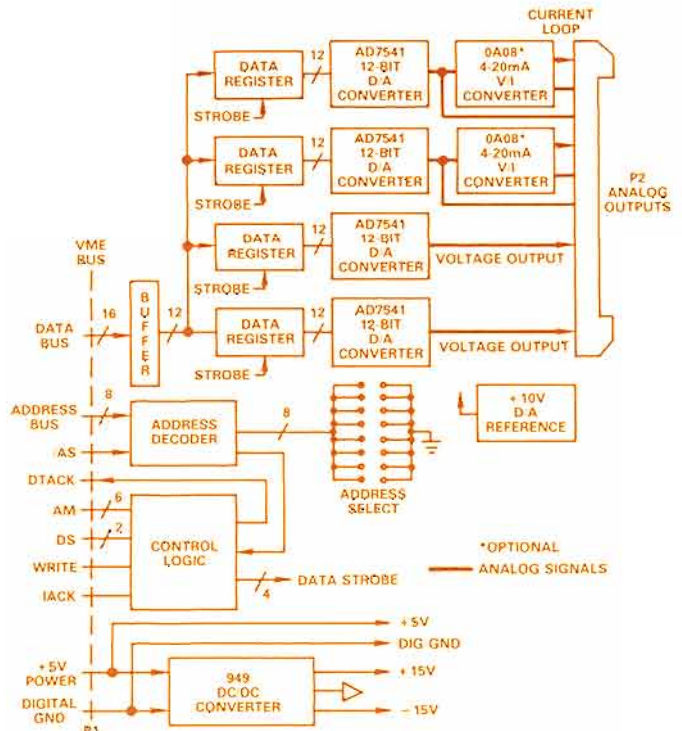 CURRENT
LOOP
DATA
REGISTER
12
AD7541
12-BIT
D/A
CONVERTER
0A08*
4-20mA
V/I
CONVERTER
STROBE
DATA
REGISTER
12
AD7541
12-BIT
D/A
CONVERTER
0A08*
4-20mA
V/I
CONVERTER
STROBE
P2
ANALOG
OUTPUTS
DATA
REGISTER
12
AD7541
12-BIT
D/A
CONVERTER
VOLTAGE OUTPUT
STROBE
VME
BUS
DATA
BUS
16
BUFFER
12
DATA
REGISTER
12
AD7541
12-BIT
D/A
CONVERTER
VOLTAGE OUTPUT
STROBE
ADDRESS
BUS
8
ADDRESS
DECODER
8
AS
ADDRESS
SELECT
+10V
D/A
REFERENCE
DTACK
AM
6
DS
2
WRITE
IACK
CONTROL
LOGIC
4
DATA STROBE
*OPTIONAL
ANALOG SIGNALS
+5V
DIG GND
+5V
POWER
DIGITAL
GND
949
DC/DC
CONVERTER
+15V
-15V
P1